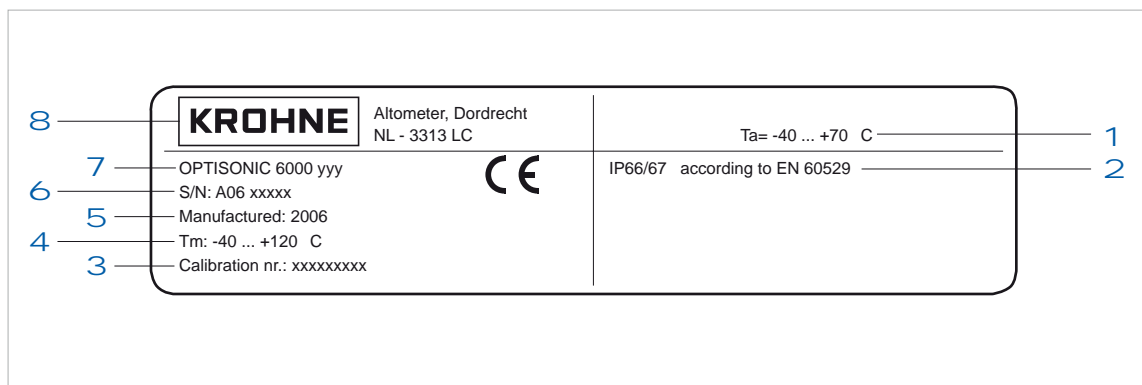 8
KROHNE
Altometer, Dordrecht
NL - 3313 LC
Ta= -40 ... +70 C
1
7
OPTISONIC 6000 yyy
CE
IP66/67 according to EN 60529
2
6
S/N: A06 xxxxx
5
Manufactured: 2006
4
Tm: -40 ... +120 C
3
Calibration nr.: xxxxxxxxx